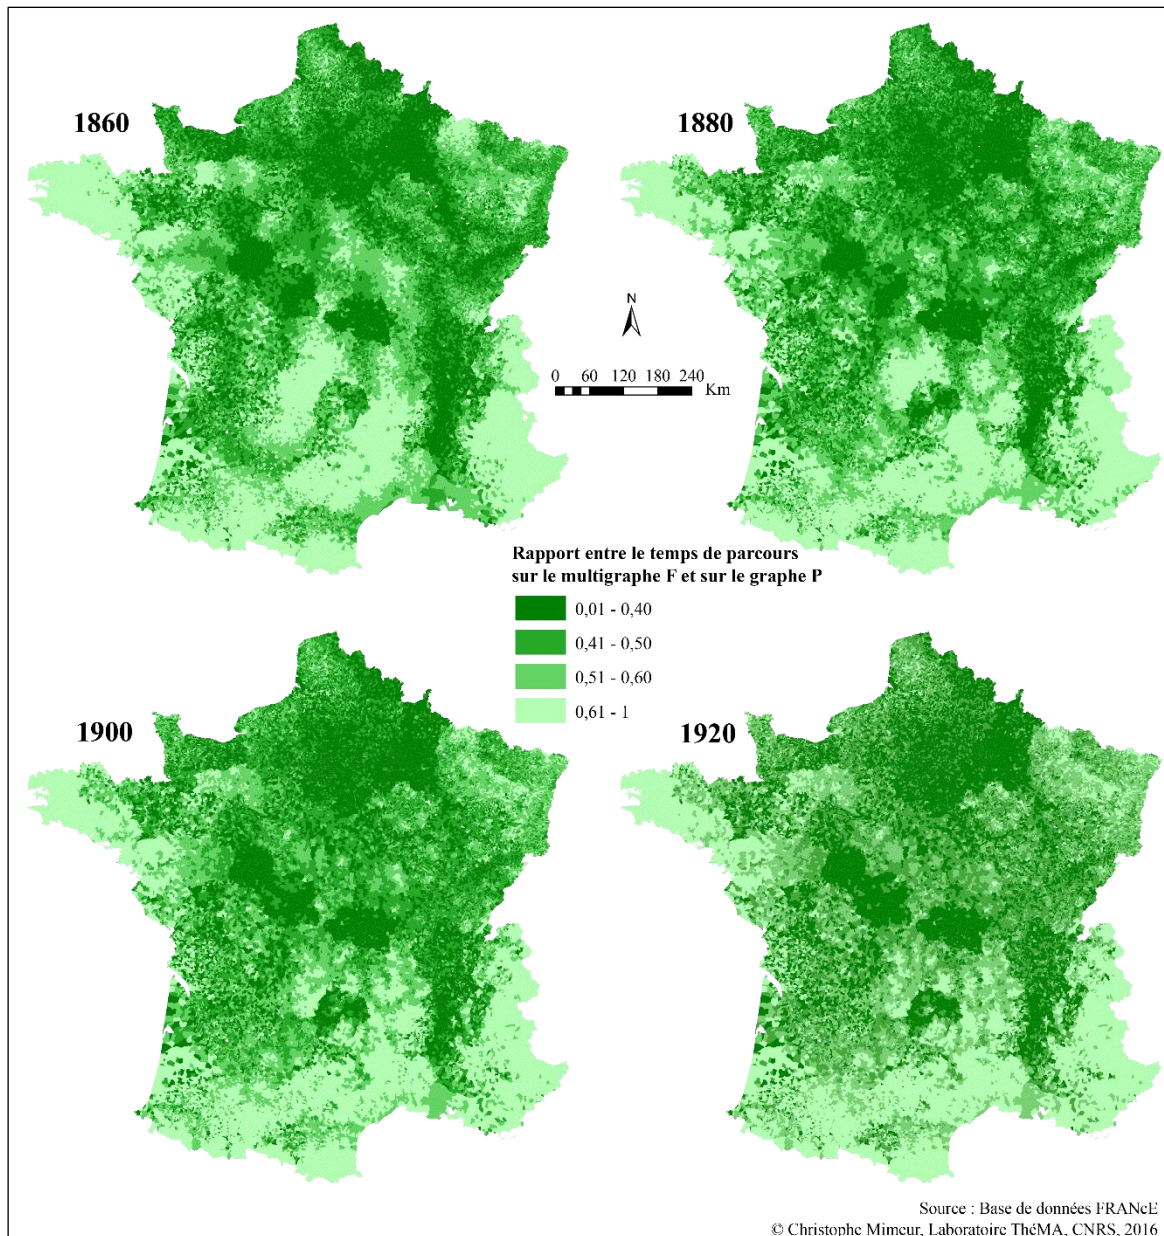 1860
1880
N
0 60 120 180 240
Km
Rapport entre le temps de parcours
sur le multigraphe F et sur le graphe P
0,01 - 0,40
0,41 - 0,50
0,51 - 0,60
0,61 - 1
1900
1920
Source : Base de données FRANcE
© Christophe Mimeur, Laboratoire ThéMA, CNRS, 2016